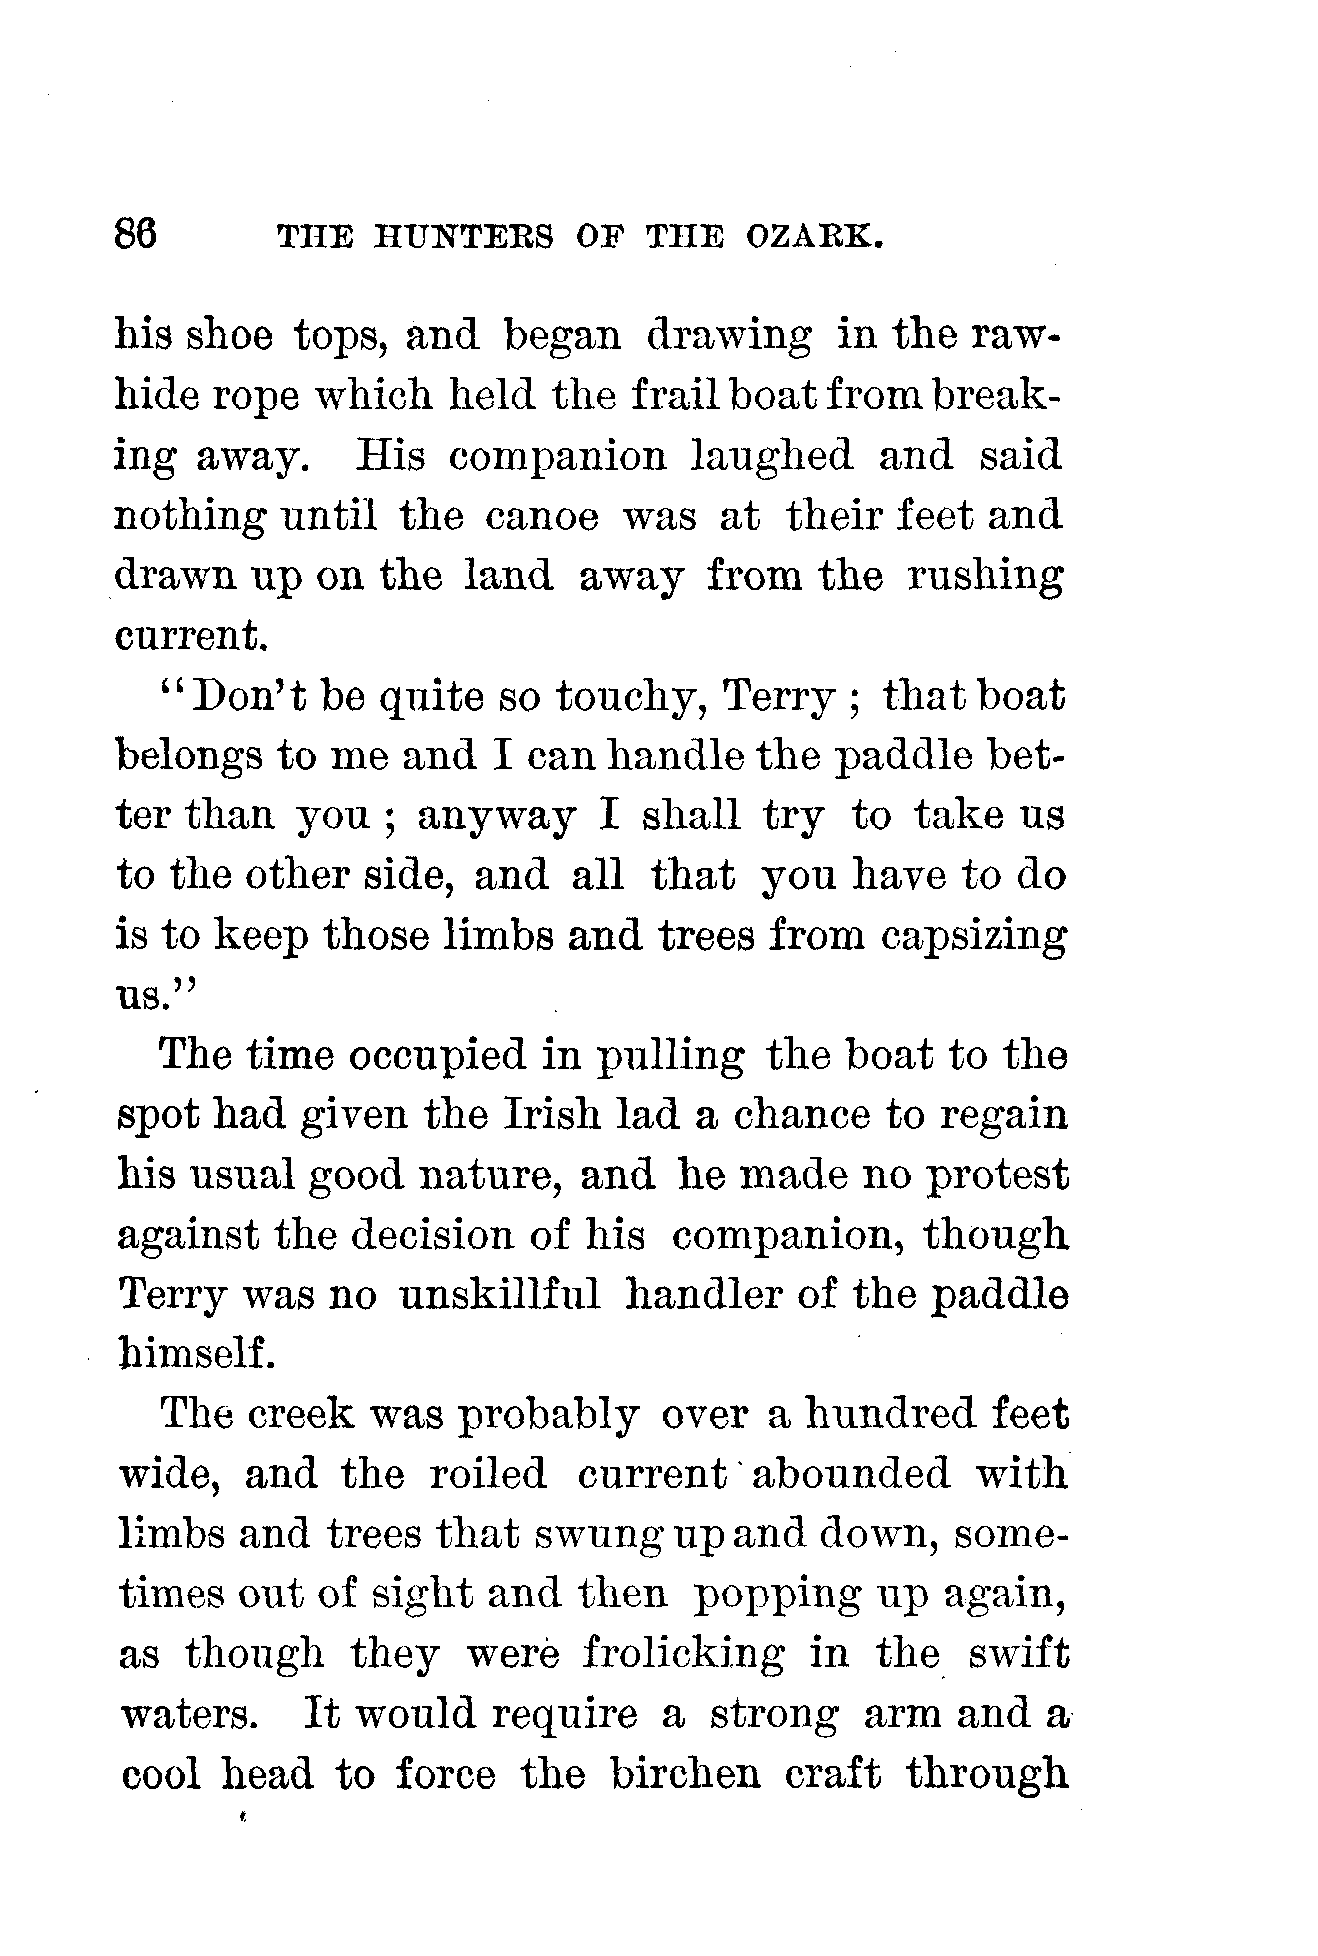 86 THE HUNTERS OF THE OZARK.
his shoe tops, and began drawing in the raw-
hide rope which held the frail boat from break-
ing away. His companion laughed and said
nothing until the canoe was at their feet and
drawn up on the land away from the rushing
current.
"Don't be quite so touchy, Terry ; that boat
belongs to me and I can handle the paddle bet-
ter than you ; anyway I shall try to take us
to the other side, and all that you have to do
is to keep those limbs and trees from capsizing
us."
The time occupied in pulling the boat to the
spot had given the Irish lad a chance to regain
his usual good nature, and he made no protest
against the decision of his companion, though
Terry was no unskillful handler of the paddle
himself.
The creek was probably over a hundred feet
wide, and the roiled current abounded with
limbs and trees that swung up and down, some-
times out of sight and then popping up again,
as though they were frolicking in the swift
waters. It would require a strong arm and a
cool head to force the birchen craft through